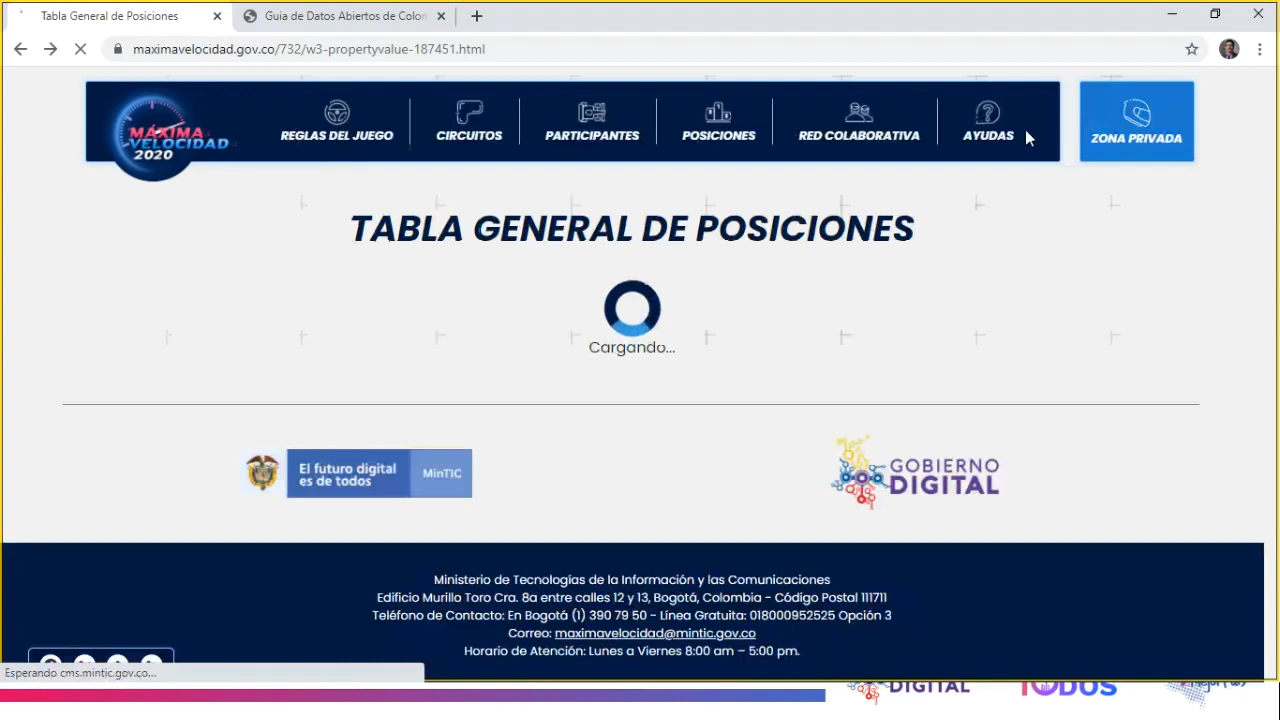 Tabla General de Posiciones
Guía de Datos Abiertos de Colon
maximavelocidad.gov.co/732/w3-propertyvalue-187451.html
MÁXIMA
VELOCIDAD
2020
REGLAS DEL JUEGO
CIRCUITOS
PARTICIPANTES
POSICIONES
RED COLABORATIVA
AYUDAS
ZONA PRIVADA
TABLA GENERAL DE POSICIONES
Cargando...
El futuro digital
es de todos
MinTIC
GOBIERNO
DIGITAL
Ministerio de Tecnologías de la Información y las Comunicaciones
Edificio Murillo Toro Cra. 8a entre calles 12 y 13, Bogotá, Colombia - Código Postal 111711
Teléfono de Contacto: En Bogotá (1) 390 79 50 - Línea Gratuita: 018000952525 Opción 3
Correo: maximavelocidad@mintic.gov.co
Horario de Atención: Lunes a Viernes 8:00 am – 5:00 pm.
Esperando cms.mintic.gov.co...
DIGITAL
TODOS